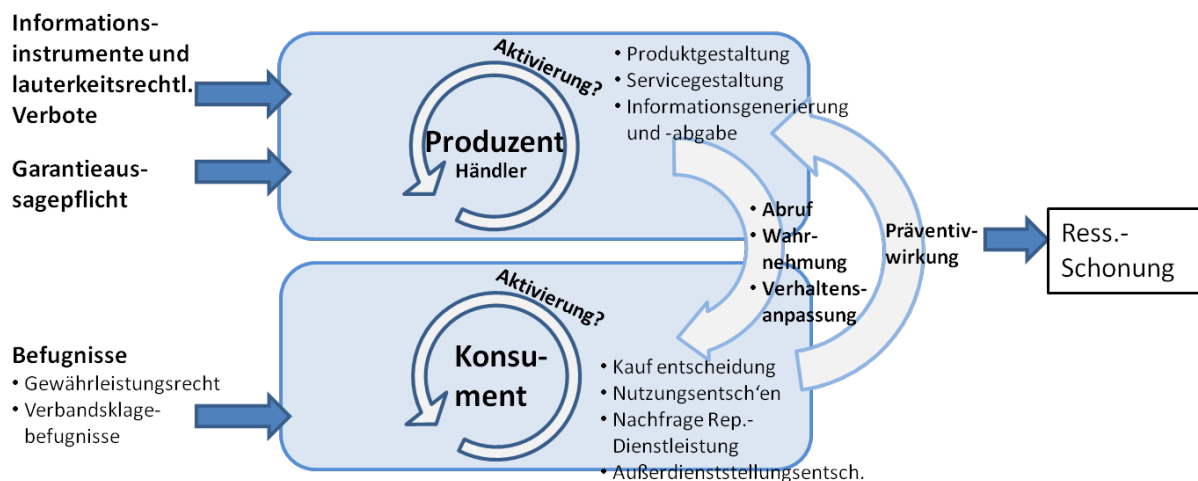 Informations-
instrumente und
lauterkeitsrechtl.
Verbote
Garantieaus-
sagepflicht
Aktivierung?
Produzent
Händler
• Produktgestaltung
• Servicegestaltung
• Informationsgenerierung
und -abgabe
• Abruf
• Wahr-
nehmung
• Verhaltens-
anpassung
Präventiv-
wirkung
Ress.-
Schonung
Befugnisse
• Gewährleistungsrecht
• Verbandsklage-
befugnisse
Aktivierung?
Konsu-
ment
• Kauf entscheidung
• Nutzungsentsch‘en
• Nachfrage Rep.-
Dienstleistung
• Außerdienststellungsentsch.